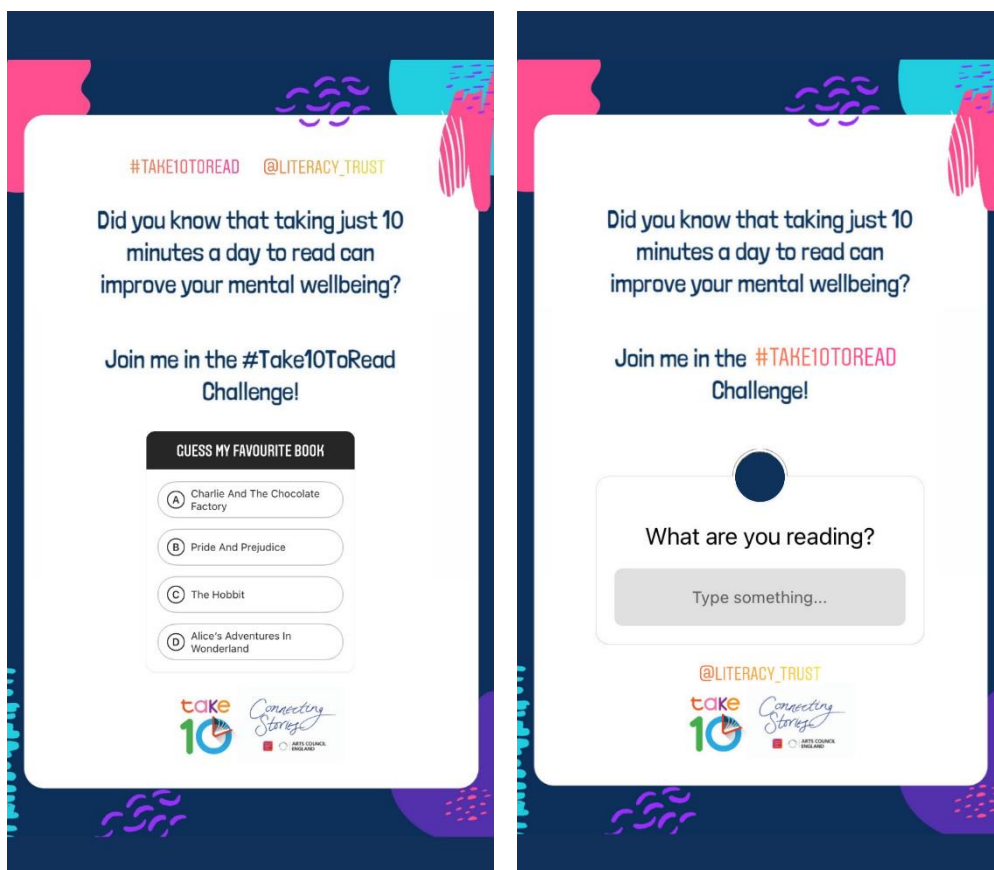 #TAKE10TOREAD @LITERACY_TRUST
Did you know that taking just 10
minutes a day to read can
improve your mental wellbeing?
Join me in the #Take10ToRead
Challenge!
GUESS MY FAVOURITE BOOK
A Charlie And The Chocolate
Factory
B Pride And Prejudice
C The Hobbit
D Alice's Adventures In
Wonderland
take
10
Connecting
Stories
ARTS COUNCIL
ENGLAND
Did you know that taking just 10
minutes a day to read can
improve your mental wellbeing?
Join me in the #TAKE10TOREAD
Challenge!
What are you reading?
Type something...
@LITERACY_TRUST
take
10
Connecting
Stories
ARTS COUNCIL
ENGLAND